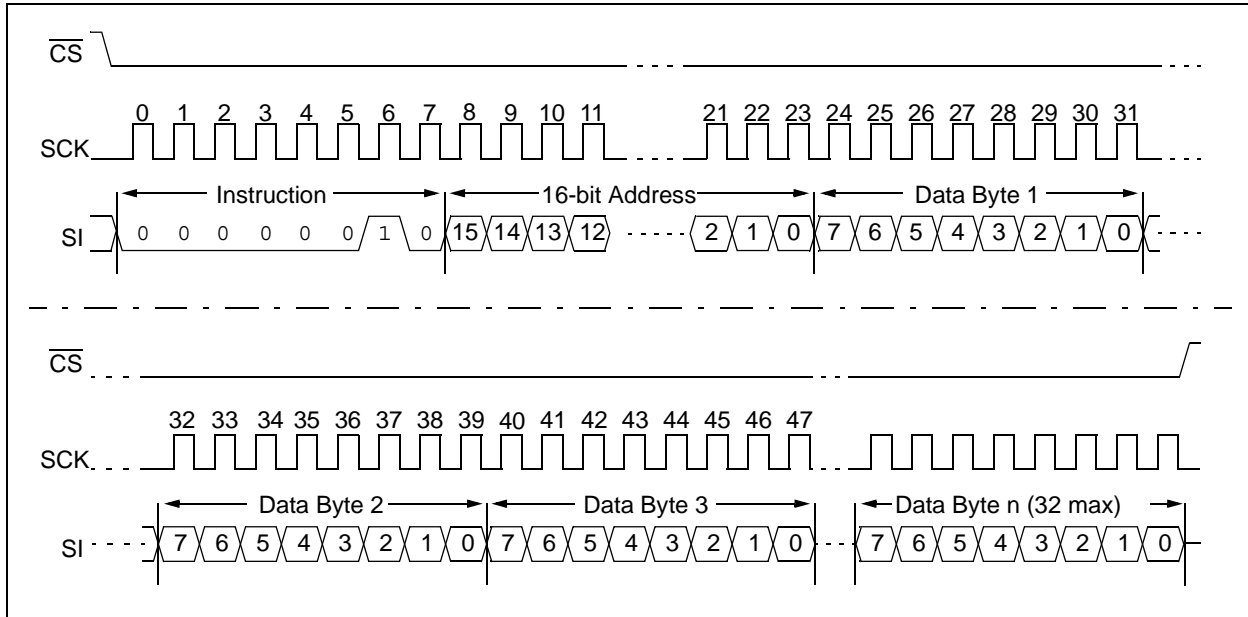 CS
0 1 2 3 4 5 6 7 8 9 10 11 21 22 23 24 25 26 27 28 29 30 31
SCK
Instruction 16-bit Address Data Byte 1
SI 0 0 0 0 0 0 1 0 15 14 13 12 2 1 0 7 6 5 4 3 2 1 0
CS
32 33 34 35 36 37 38 39 40 41 42 43 44 45 46 47
SCK
Data Byte 2 Data Byte 3 Data Byte n (32 max)
SI 7 6 5 4 3 2 1 0 7 6 5 4 3 2 1 0 7 6 5 4 3 2 1 0